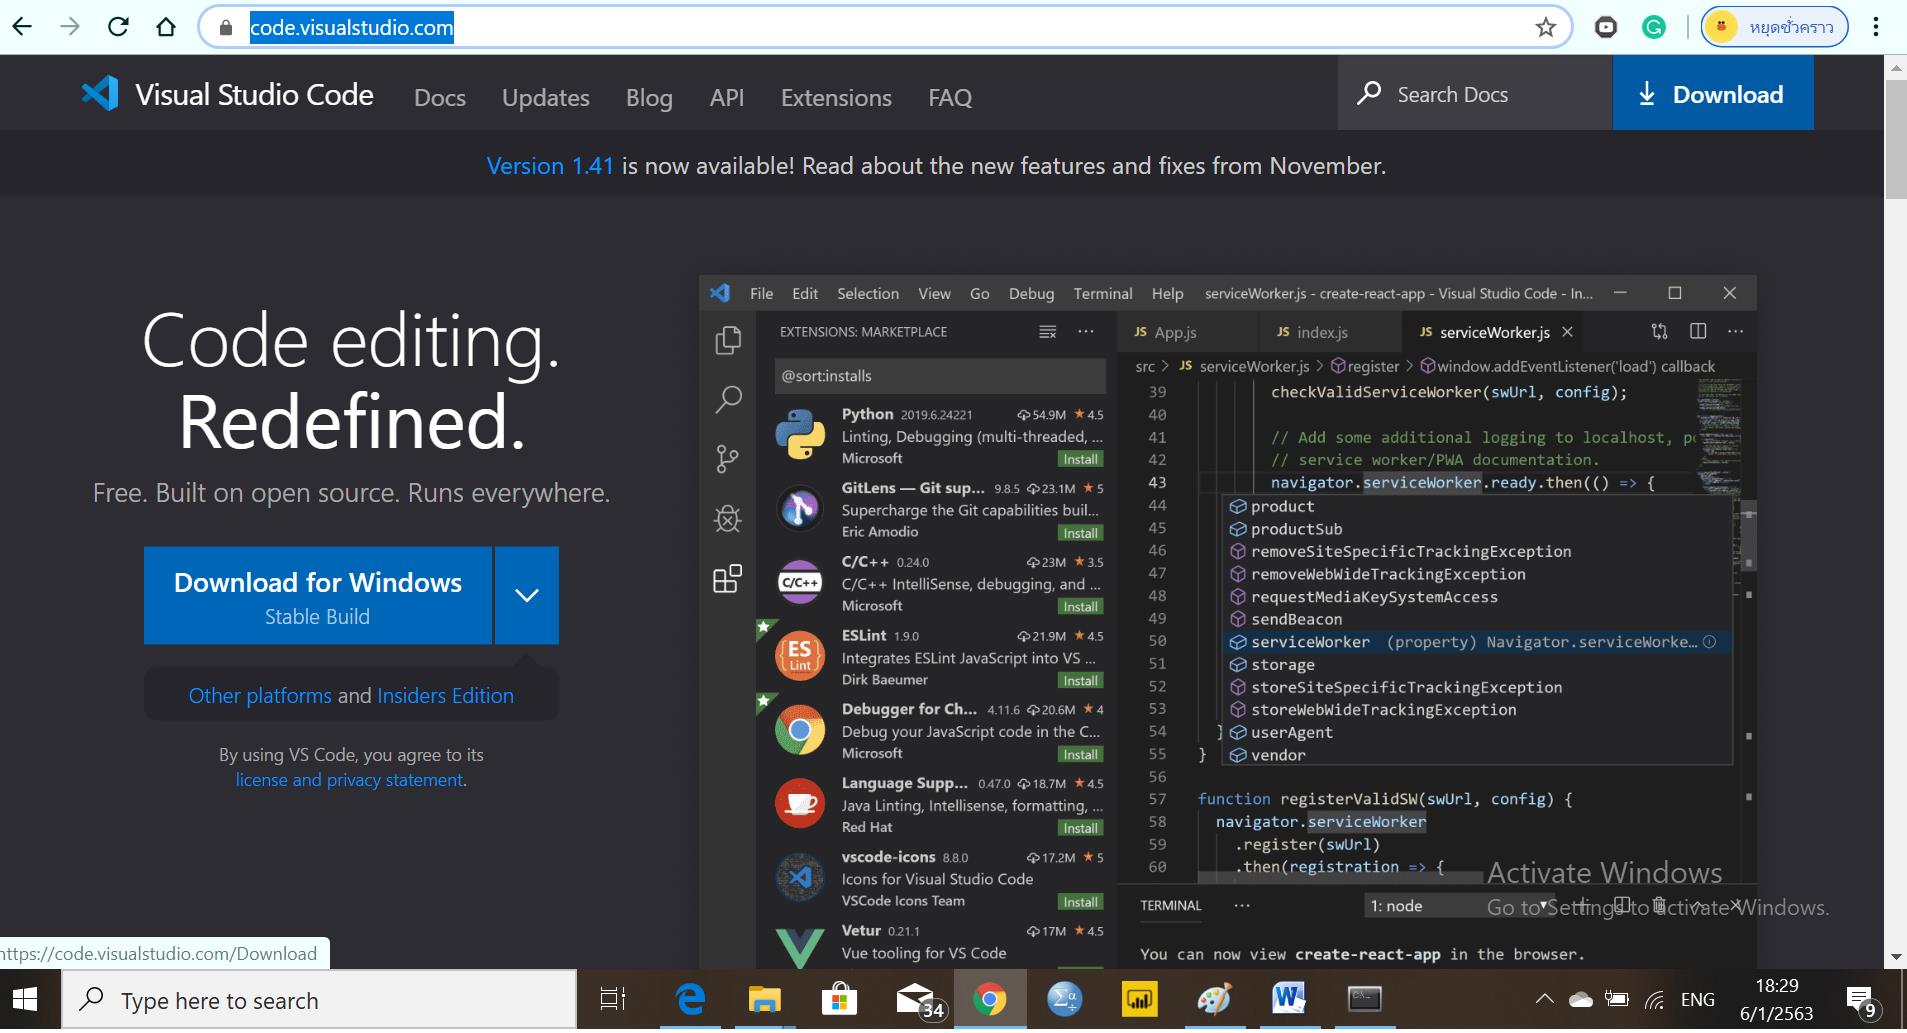 code.visualstudio.com
หยุดชั่วคราว
Visual Studio Code Docs Updates Blog API Extensions FAQ Search Docs Download
Version 1.41 is now available! Read about the new features and fixes from November.
Code editing.
Redefined.
Free. Built on open source. Runs everywhere.
Download for Windows
Stable Build
Other platforms and Insiders Edition
By using VS Code, you agree to its
license and privacy statement.
File Edit Selection View Go Debug Terminal Help serviceWorker.js - create-react-app - Visual Studio Code - In...
EXTENSIONS: MARKETPLACE
@sort:installs
Python 2019.6.24221 54.9M 4.5
Linting, Debugging (multi-threaded, ...
Microsoft Install
GitLens — Git sup... 9.8.5 23.1M 5
Supercharge the Git capabilities buil...
Eric Amodio Install
C/C++
C/C++ 0.24.0 23M 3.5
C/C++ IntelliSense, debugging, and ...
Microsoft Install
ES
Lint
ESLint 1.9.0 21.9M 4.5
Integrates ESLint JavaScript into VS ...
Dirk Baeumer Install
Debugger for Ch... 4.11.6 20.6M 4
Debug your JavaScript code in the C...
Microsoft Install
Language Supp... 0.47.0 18.7M 4.5
Java Linting, Intellisense, formatting, ...
Red Hat Install
vscode-icons 8.8.0 17.2M 5
Icons for Visual Studio Code
VSCode Icons Team Install
Vetur 0.21.1 17M 4.5
Vue tooling for VS Code
JS App.js JS index.js JS serviceWorker.js
src > JS serviceWorker.js > register > window.addEventListener('load') callback
39 checkValidServiceWorker(swUrl, config);
40
41 // Add some additional logging to localhost, po
42 // service worker/PWA documentation.
43 navigator.serviceWorker.ready.then(() => {
44 product
45 productSub
46 removeSiteSpecificTrackingException
47 removeWebWideTrackingException
48 requestMediaKeySystemAccess
49 sendBeacon
50 serviceWorker (property) Navigator.serviceWorke...
51 storage
52 storeSiteSpecificTrackingException
53 storeWebWideTrackingException
54 } userAgent
55 } vendor
56
57 function registerValidSW(swUrl, config) {
58 navigator.serviceWorker
59 .register(swUrl)
60 .then(registration => {
TERMINAL ... 1: node
You can now view create-react-app in the browser.
Activate Windows
Go to Settings to activate Windows.
https://code.visualstudio.com/Download
Type here to search
34
ENG
18:29
6/1/2563
9